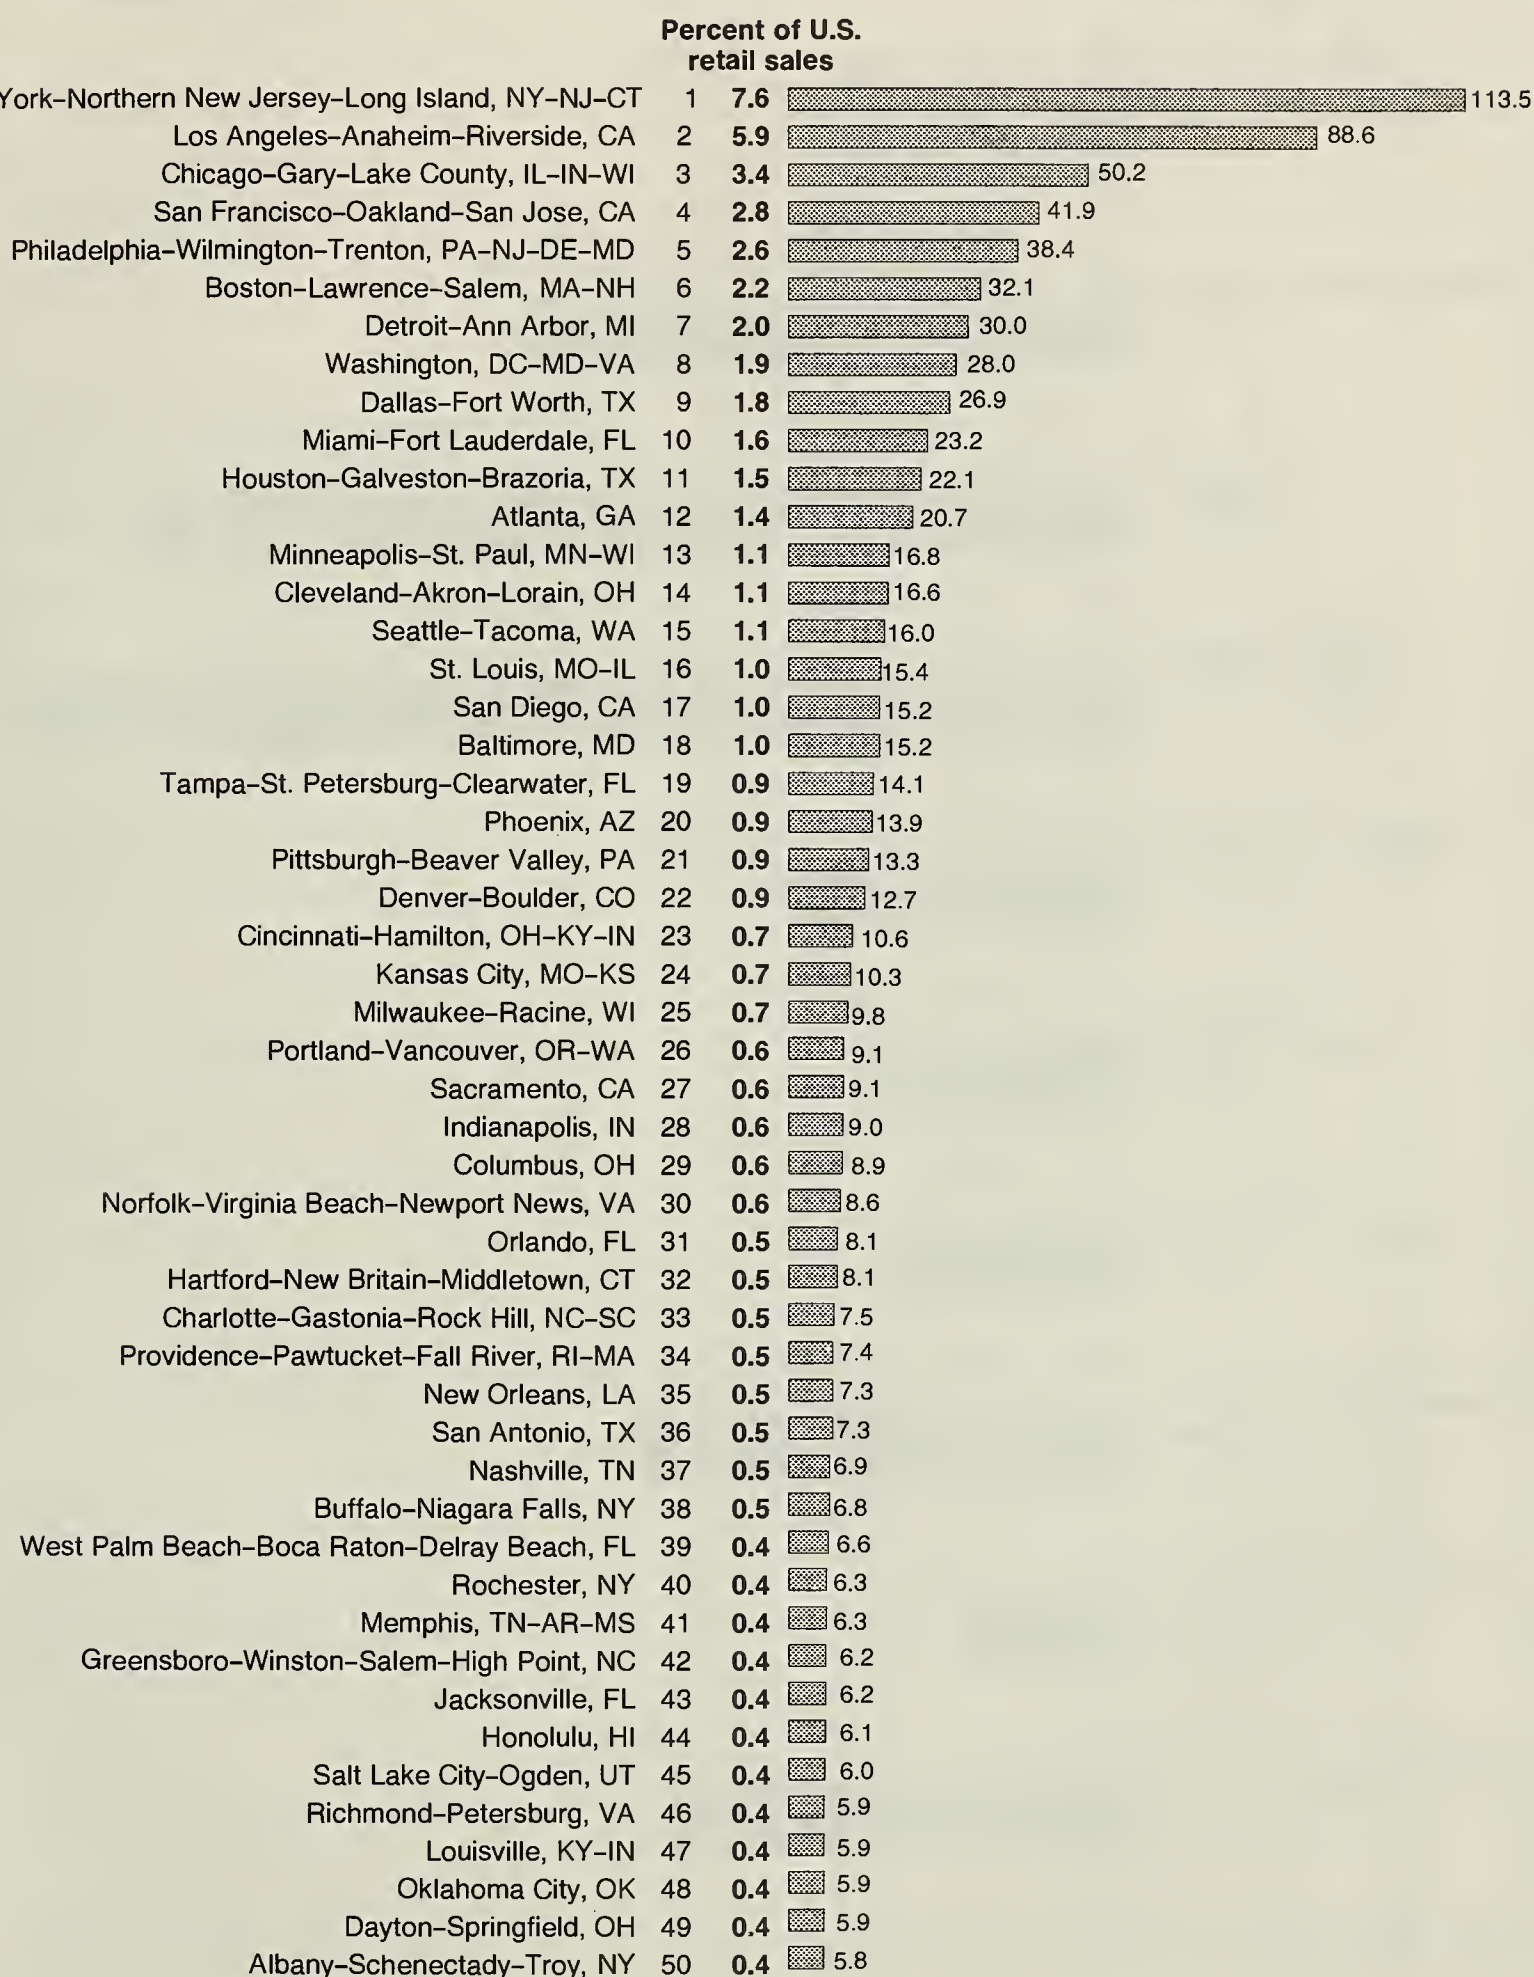 Percent of U.S.
retail sales
York–Northern New Jersey–Long Island, NY–NJ–CT 1 7.6 113.5
Los Angeles–Anaheim–Riverside, CA 2 5.9 88.6
Chicago–Gary–Lake County, IL–IN–WI 3 3.4 50.2
San Francisco–Oakland–San Jose, CA 4 2.8 41.9
Philadelphia–Wilmington–Trenton, PA–NJ–DE–MD 5 2.6 38.4
Boston–Lawrence–Salem, MA–NH 6 2.2 32.1
Detroit–Ann Arbor, MI 7 2.0 30.0
Washington, DC–MD–VA 8 1.9 28.0
Dallas–Fort Worth, TX 9 1.8 26.9
Miami–Fort Lauderdale, FL 10 1.6 23.2
Houston–Galveston–Brazoria, TX 11 1.5 22.1
Atlanta, GA 12 1.4 20.7
Minneapolis–St. Paul, MN–WI 13 1.1 16.8
Cleveland–Akron–Lorain, OH 14 1.1 16.6
Seattle–Tacoma, WA 15 1.1 16.0
St. Louis, MO–IL 16 1.0 15.4
San Diego, CA 17 1.0 15.2
Baltimore, MD 18 1.0 15.2
Tampa–St. Petersburg–Clearwater, FL 19 0.9 14.1
Phoenix, AZ 20 0.9 13.9
Pittsburgh–Beaver Valley, PA 21 0.9 13.3
Denver–Boulder, CO 22 0.9 12.7
Cincinnati–Hamilton, OH–KY–IN 23 0.7 10.6
Kansas City, MO–KS 24 0.7 10.3
Milwaukee–Racine, WI 25 0.7 9.8
Portland–Vancouver, OR–WA 26 0.6 9.1
Sacramento, CA 27 0.6 9.1
Indianapolis, IN 28 0.6 9.0
Columbus, OH 29 0.6 8.9
Norfolk–Virginia Beach–Newport News, VA 30 0.6 8.6
Orlando, FL 31 0.5 8.1
Hartford–New Britain–Middletown, CT 32 0.5 8.1
Charlotte–Gastonia–Rock Hill, NC–SC 33 0.5 7.5
Providence–Pawtucket–Fall River, RI–MA 34 0.5 7.4
New Orleans, LA 35 0.5 7.3
San Antonio, TX 36 0.5 7.3
Nashville, TN 37 0.5 6.9
Buffalo–Niagara Falls, NY 38 0.5 6.8
West Palm Beach–Boca Raton–Delray Beach, FL 39 0.4 6.6
Rochester, NY 40 0.4 6.3
Memphis, TN–AR–MS 41 0.4 6.3
Greensboro–Winston–Salem–High Point, NC 42 0.4 6.2
Jacksonville, FL 43 0.4 6.2
Honolulu, HI 44 0.4 6.1
Salt Lake City–Ogden, UT 45 0.4 6.0
Richmond–Petersburg, VA 46 0.4 5.9
Louisville, KY–IN 47 0.4 5.9
Oklahoma City, OK 48 0.4 5.9
Dayton–Springfield, OH 49 0.4 5.9
Albany–Schenectady–Troy, NY 50 0.4 5.8